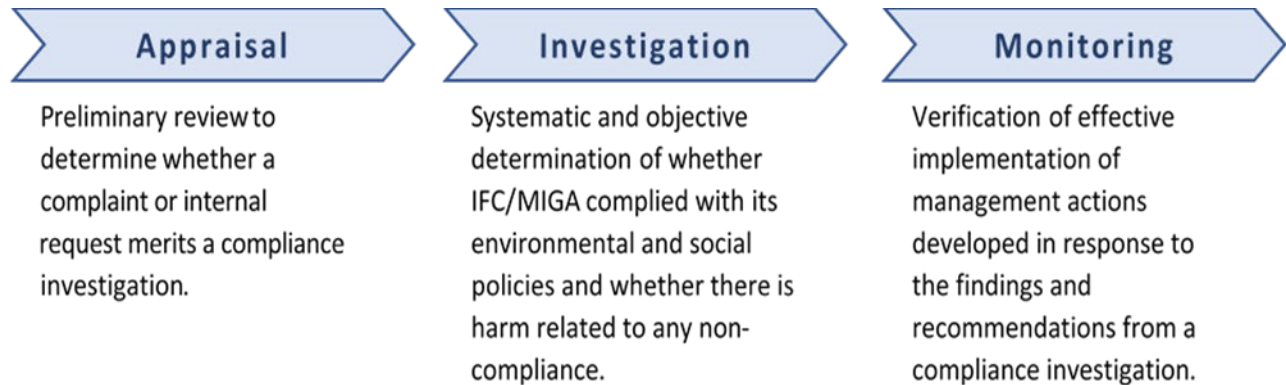 Appraisal
Preliminary review to
determine whether a
complaint or internal
request merits a compliance
investigation.
Investigation
Systematic and objective
determination of whether
IFC/MIGA complied with its
environmental and social
policies and whether there is
harm related to any non-
compliance.
Monitoring
Verification of effective
implementation of
management actions
developed in response to
the findings and
recommendations from a
compliance investigation.